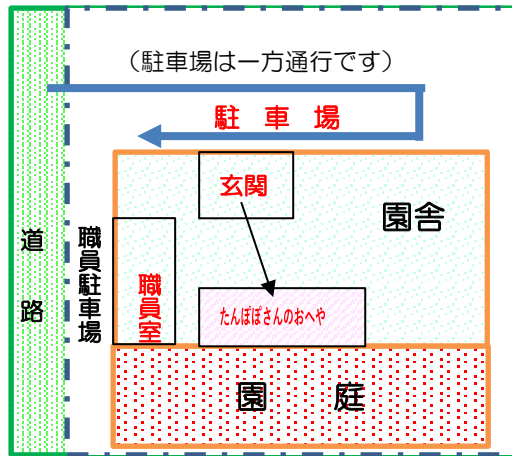 （駐車場は一方通行です）
駐 車 場
玄関
園舎
道路
職員駐車場
職員室
たんぽぽさんのおへや
園 庭